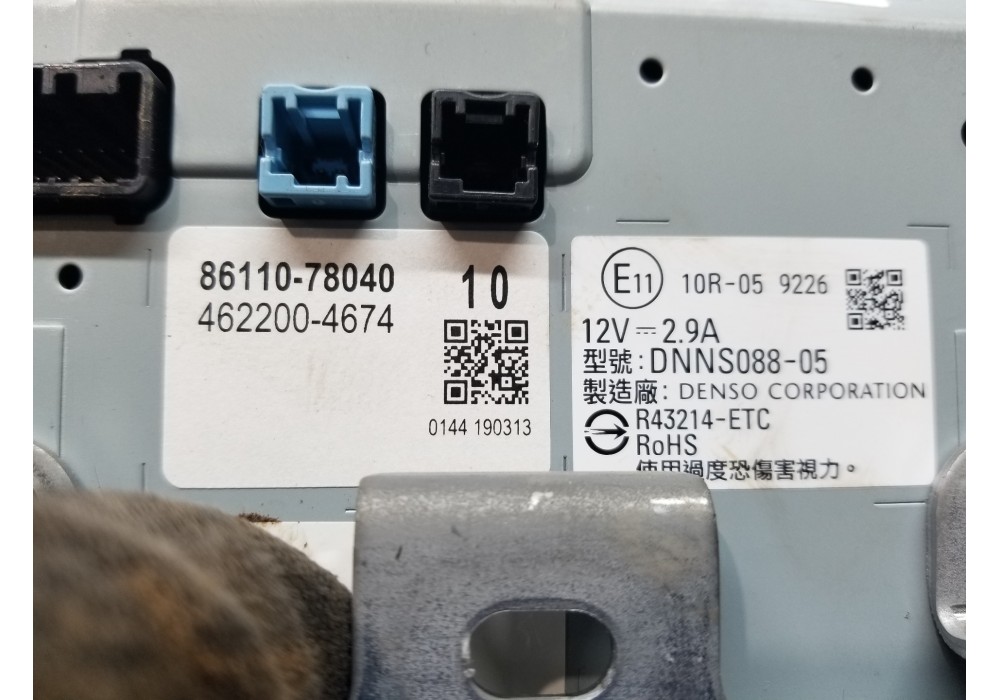 86110-78040
462200-4674
10
0144 190313
E11 10R-05 9226
12V⎓2.9A
型號:DNNS088-05
製造廠: DENSO CORPORATION
R43214-ETC
RoHS
使用過度恐傷害視力。